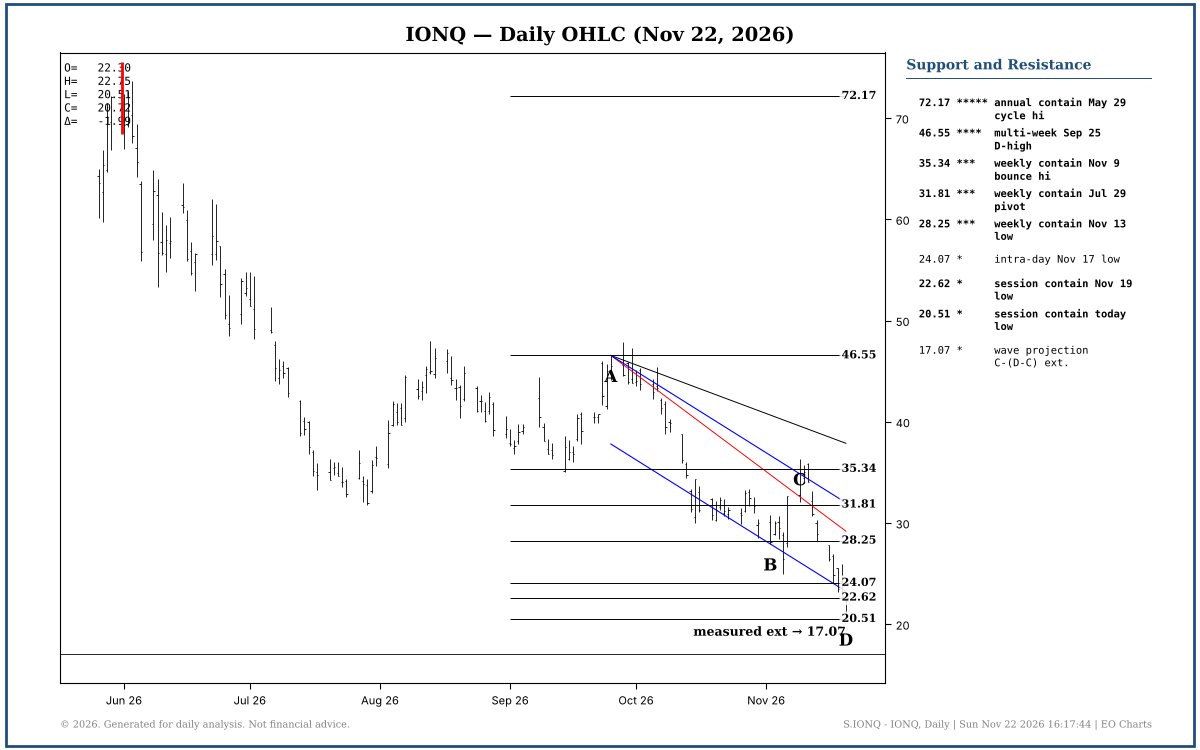 IONQ — Daily OHLC (Nov 22, 2026)
O= 22.30
H= 22.75
L= 20.51
C= 20.72
Δ= -1.99
72.17
46.55
35.34
31.81
28.25
24.07
22.62
20.51
A
B
C
D
measured ext → 17.07
70
60
50
40
30
20
Jun 26
Jul 26
Aug 26
Sep 26
Oct 26
Nov 26
Support and Resistance
72.17 ***** annual contain May 29
cycle hi
46.55 **** multi-week Sep 25
D-high
35.34 *** weekly contain Nov 9
bounce hi
31.81 *** weekly contain Jul 29
pivot
28.25 *** weekly contain Nov 13
low
24.07 * intra-day Nov 17 low
22.62 * session contain Nov 19
low
20.51 * session contain today
low
17.07 * wave projection
C-(D-C) ext.
© 2026. Generated for daily analysis. Not financial advice.
S.IONQ - IONQ, Daily | Sun Nov 22 2026 16:17:44 | EO Charts